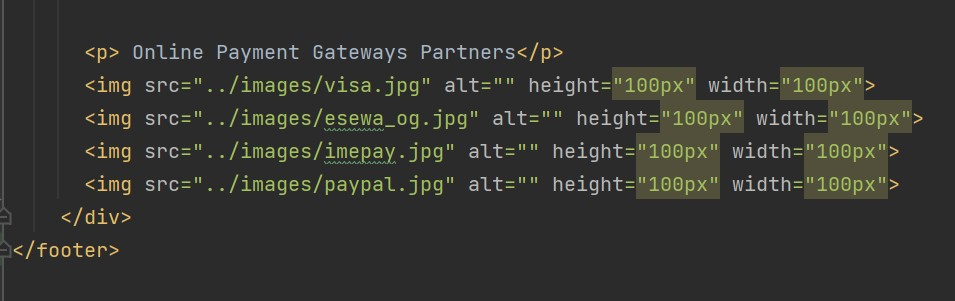 <p> Online Payment Gateways Partners</p>
<img src="../images/visa.jpg" alt="" height="100px" width="100px">
<img src="../images/esewa_og.jpg" alt="" height="100px" width="100px">
<img src="../images/imepay.jpg" alt="" height="100px" width="100px">
<img src="../images/paypal.jpg" alt="" height="100px" width="100px">
</div>
</footer>